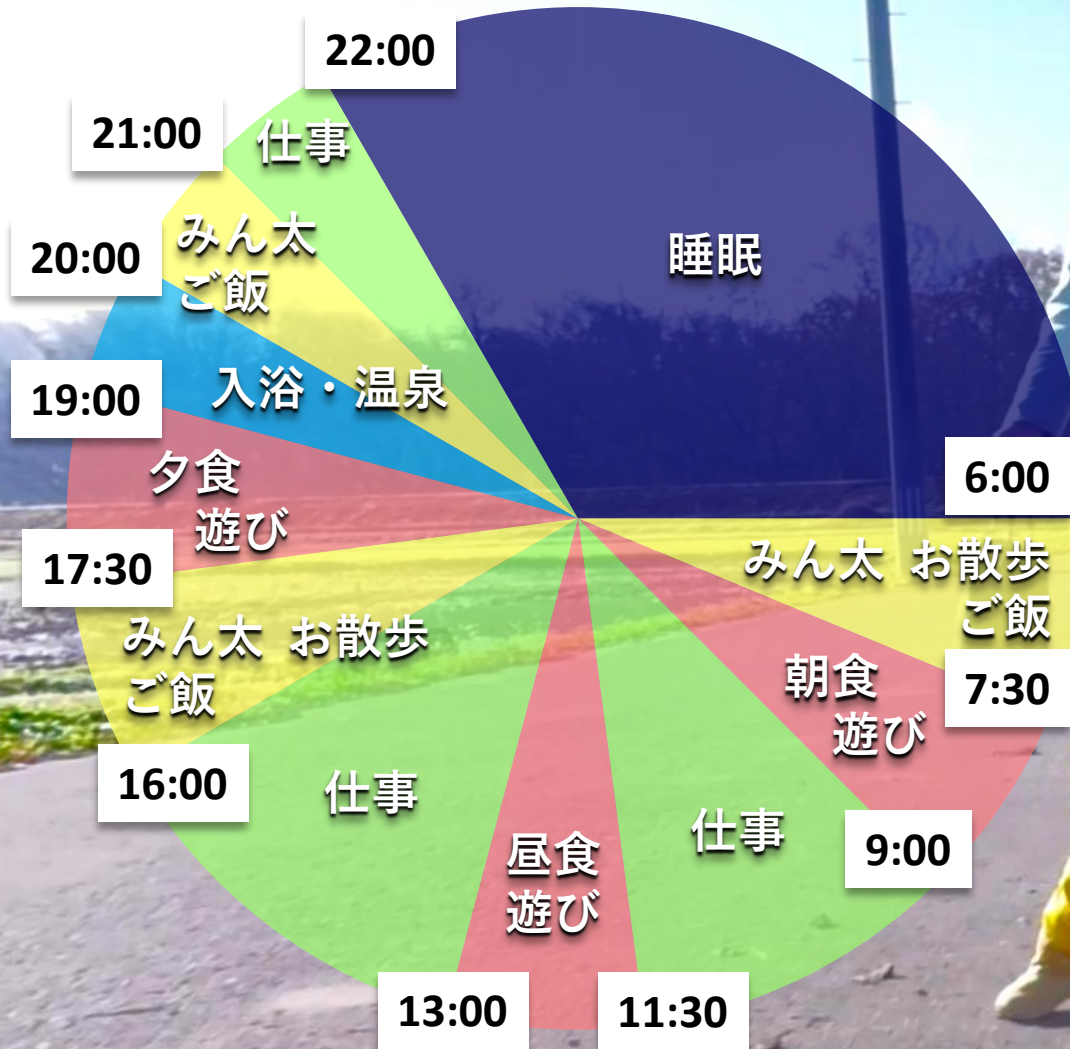 22:00
21:00
仕事
みん太
ご飯
20:00
睡眠
入浴・温泉
19:00
夕食
遊び
6:00
17:30
みん太 お散歩
ご飯
みん太 お散歩
ご飯
朝食
遊び
7:30
16:00
仕事
仕事
9:00
昼食
遊び
13:00
11:30